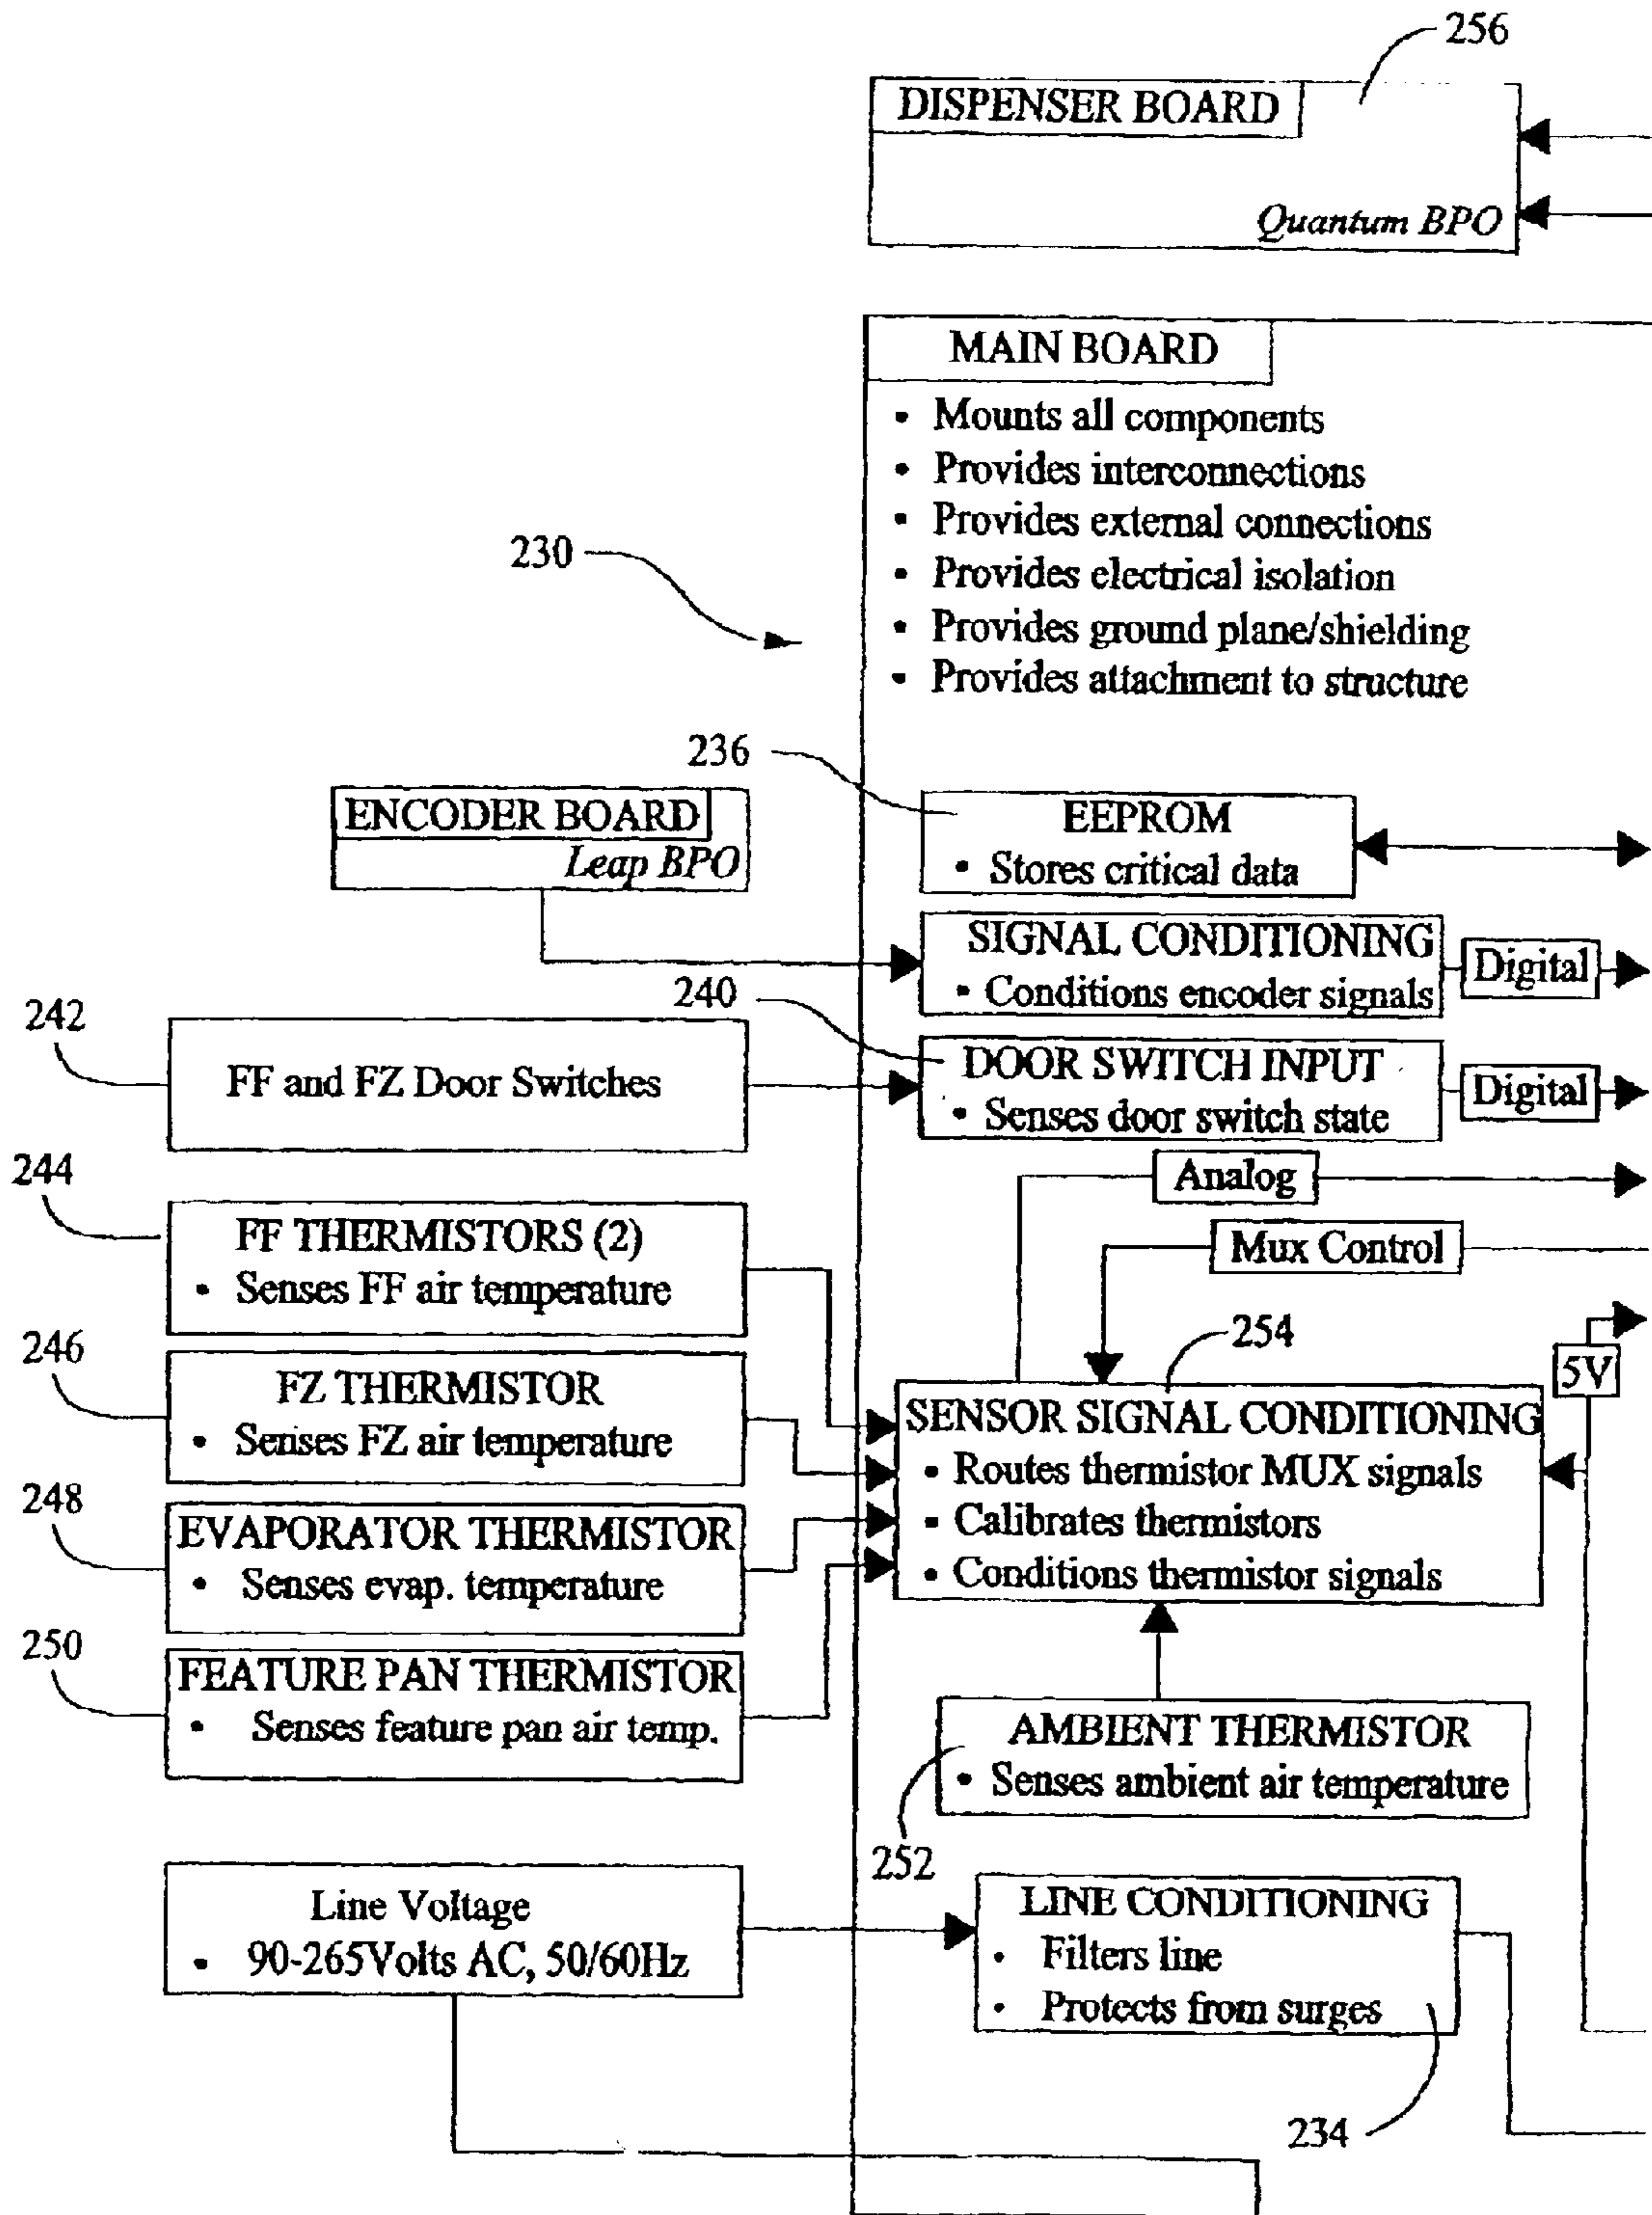 256
DISPENSER BOARD
Quantum BPO
MAIN BOARD
• Mounts all components
• Provides interconnections
• Provides external connections
• Provides electrical isolation
• Provides ground plane/shielding
• Provides attachment to structure
230
236
ENCODER BOARD
Leap BPO
EEPROM
• Stores critical data
SIGNAL CONDITIONING
• Conditions encoder signals
Digital
240
242
FF and FZ Door Switches
DOOR SWITCH INPUT
• Senses door switch state
Digital
Analog
Mux Control
244
FF THERMISTORS (2)
• Senses FF air temperature
246
FZ THERMISTOR
• Senses FZ air temperature
248
EVAPORATOR THERMISTOR
• Senses evap. temperature
250
FEATURE PAN THERMISTOR
• Senses feature pan air temp.
254
5V
SENSOR SIGNAL CONDITIONING
• Routes thermistor MUX signals
• Calibrates thermistors
• Conditions thermistor signals
AMBIENT THERMISTOR
• Senses ambient air temperature
252
Line Voltage
• 90-265Volts AC, 50/60Hz
LINE CONDITIONING
• Filters line
• Protects from surges
234